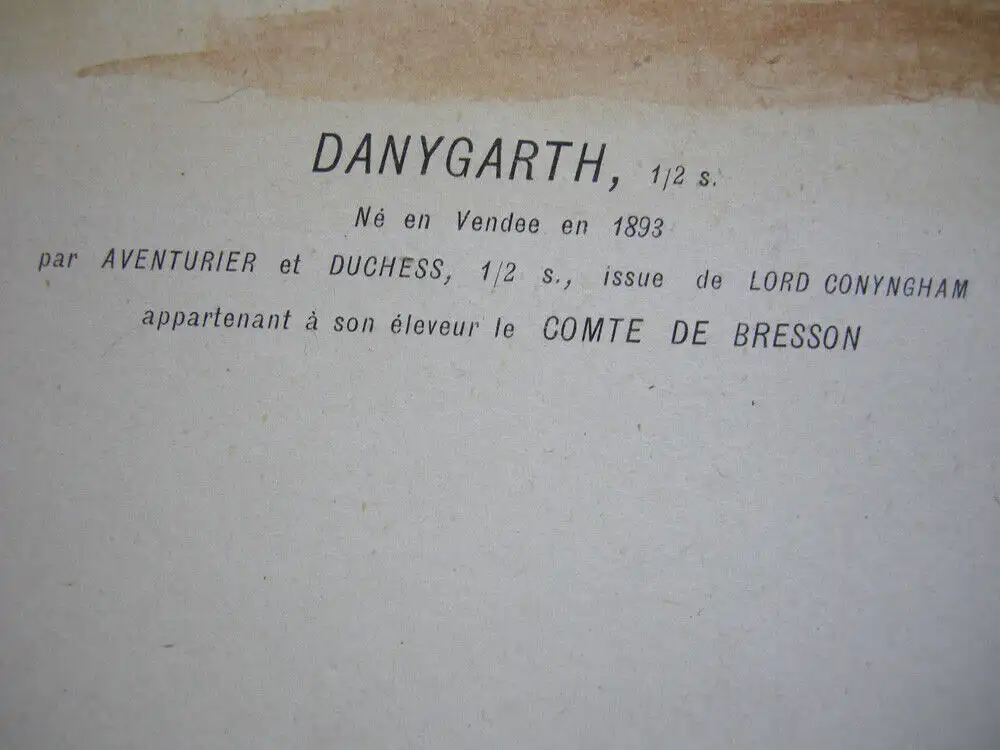 DANYGARTH, 1/2 s.
Né en Vendee en 1893
par AVENTURIER et DUCHESS, 1/2 s., issue de LORD CONYNGHAM
appartenant à son éleveur le COMTE DE BRESSON